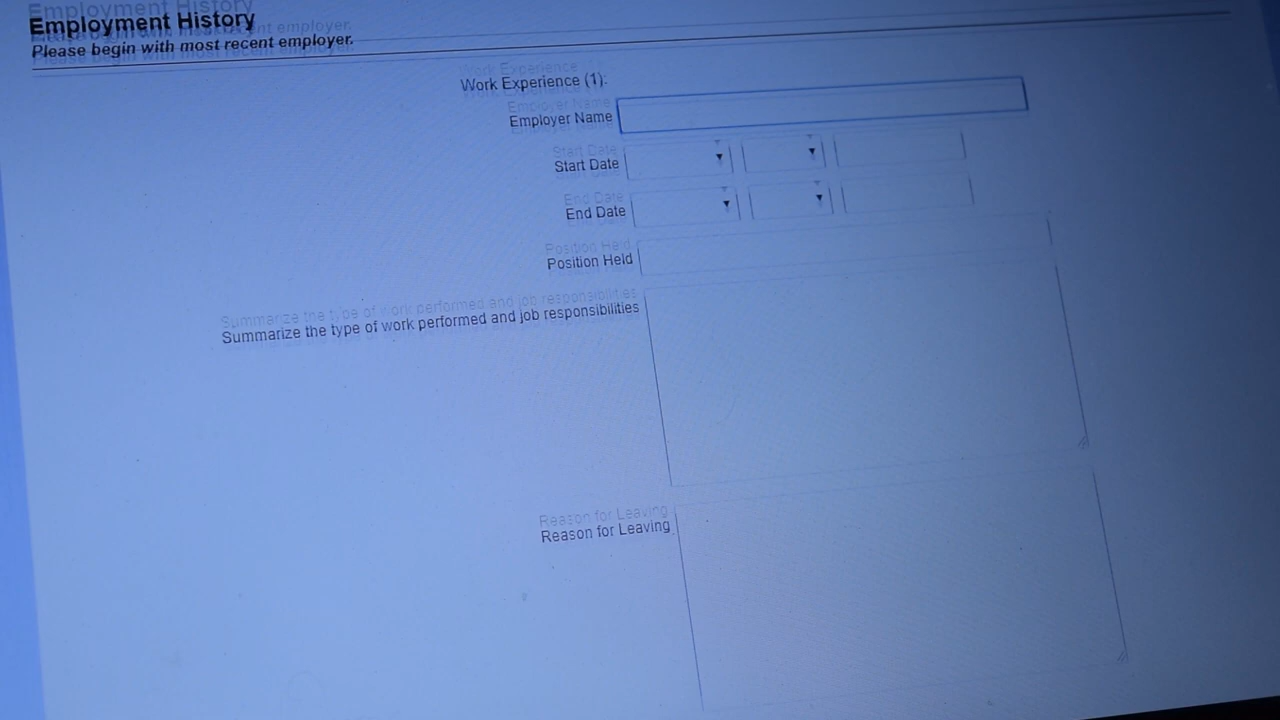 Employment History
Please begin with most recent employer.
Work Experience (1):
Employer Name
Start Date
End Date
Position Held
Summarize the type of work performed and job responsibilities
Reason for Leaving